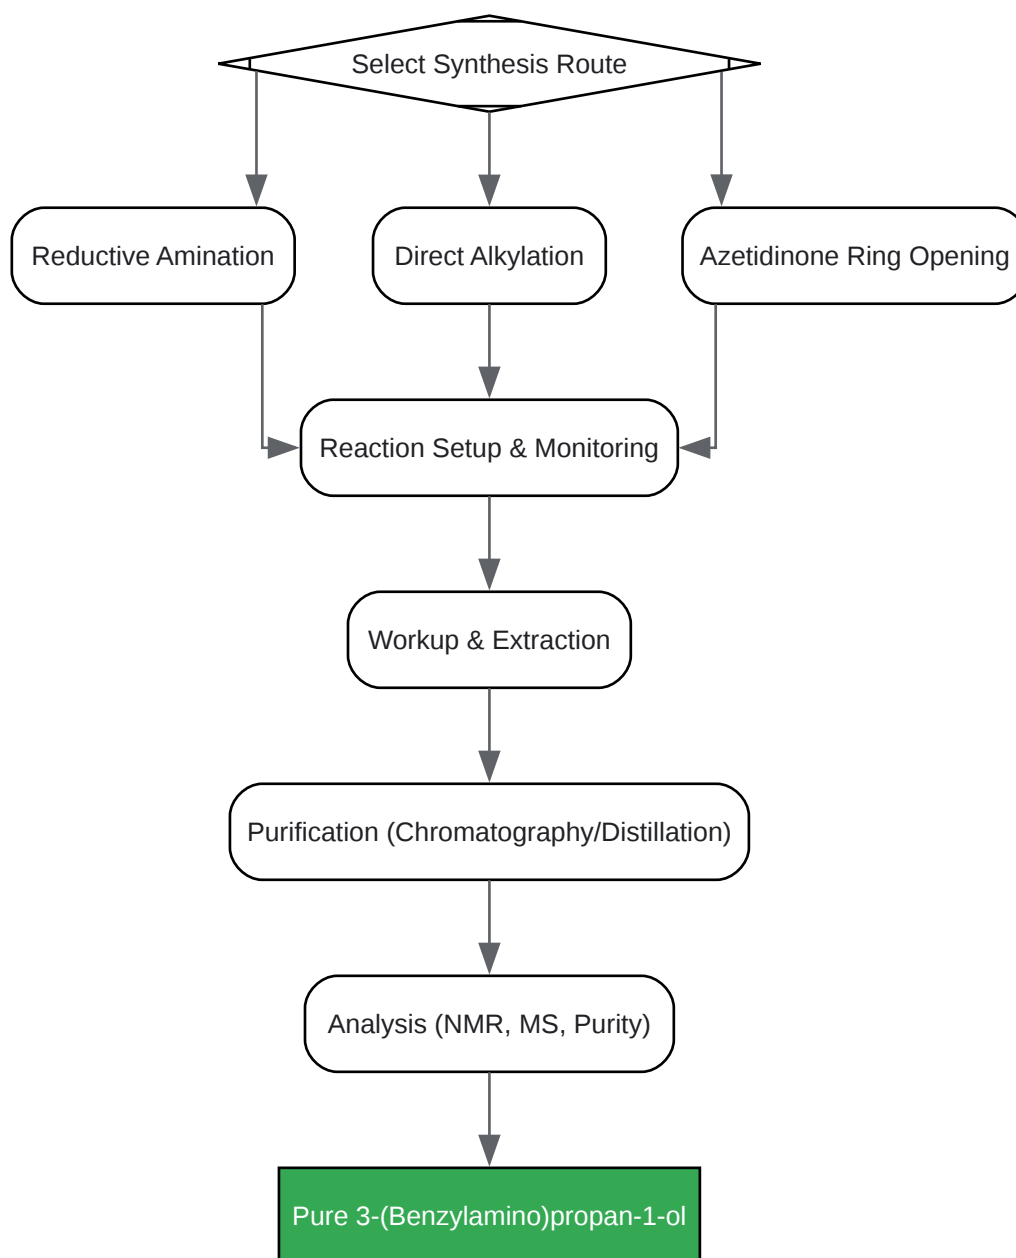 Select Synthesis Route
Reductive Amination
Direct Alkylation
Azetidinone Ring Opening
Reaction Setup & Monitoring
Workup & Extraction
Purification (Chromatography/Distillation)
Analysis (NMR, MS, Purity)
Pure 3-(Benzylamino)propan-1-ol